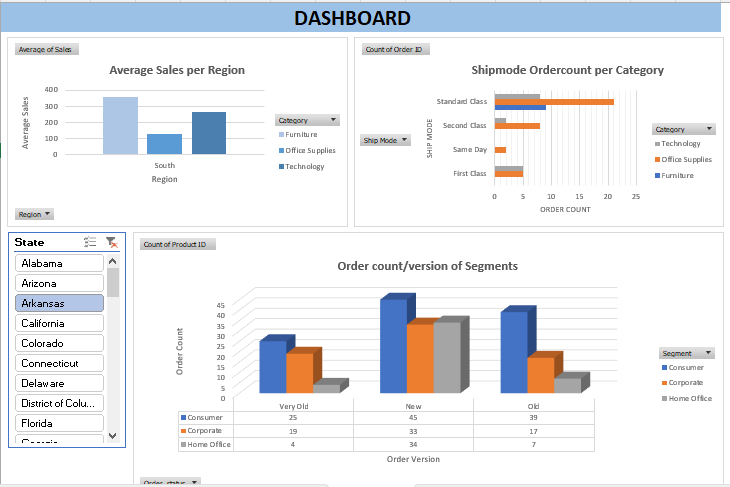 DASHBOARD
Average of Sales
Average Sales per Region
400
300
200
100
0
Average Sales
South
Region
Category
Furniture
Office Supplies
Technology
Region
Count of Order ID
Shipmode Ordercount per Category
Ship Mode
SHIP MODE
Standard Class
Second Class
Same Day
First Class
0 5 10 15 20 25
ORDER COUNT
Category
Technology
Office Supplies
Furniture
State
Alabama
Arizona
Arkansas
California
Colorado
Connecticut
Delaware
District of Colu...
Florida
Georgia
Count of Product ID
Order count/version of Segments
Order Count
45
40
35
30
25
20
15
10
5
0
Very Old New Old
Consumer 25 45 39
Corporate 19 33 17
Home Office 4 34 7
Order Version
Segment
Consumer
Corporate
Home Office
Order status